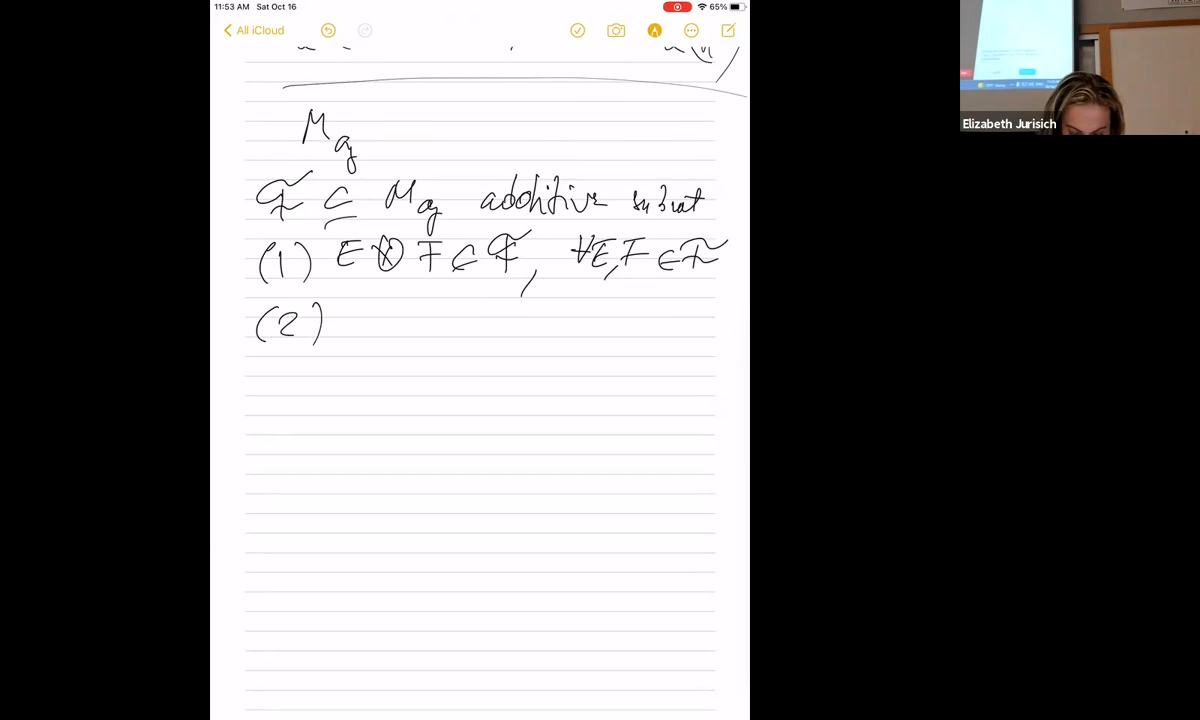 11:53 AM Sat Oct 16
65%
All iCloud
M_𝔤
𝓕 ⊆ M_𝔤 additive subcat
(1) E ⊗ F ∈ 𝓕, ∀E, F ∈ 𝓕
(2)
Elizabeth Jurisich